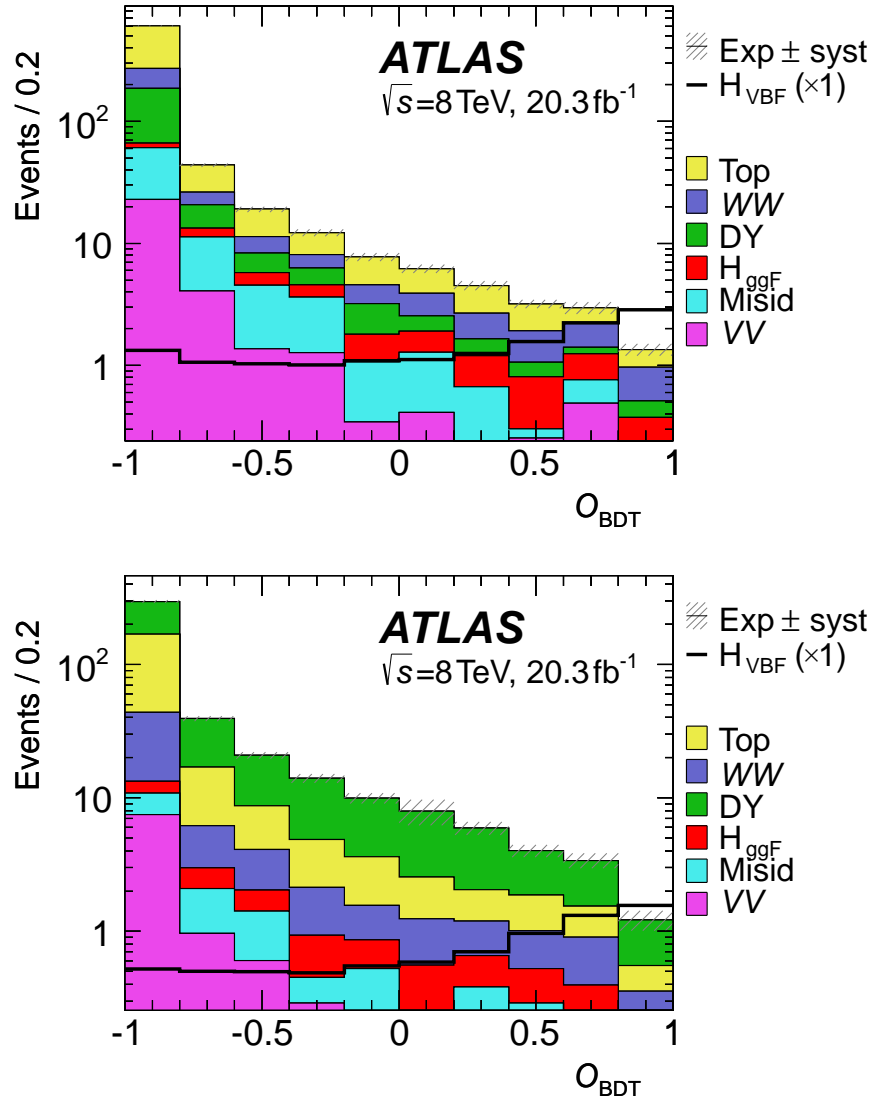 Events / 0.2
10²
10
1
ATLAS
√s=8 TeV, 20.3 fb⁻¹
Exp ± syst
H VBF (×1)
Top
WW
DY
H ggF
Misid
VV
-1 -0.5 0 0.5 1
O BDT
Events / 0.2
10²
10
1
ATLAS
√s=8 TeV, 20.3 fb⁻¹
Exp ± syst
H VBF (×1)
Top
WW
DY
H ggF
Misid
VV
-1 -0.5 0 0.5 1
O BDT